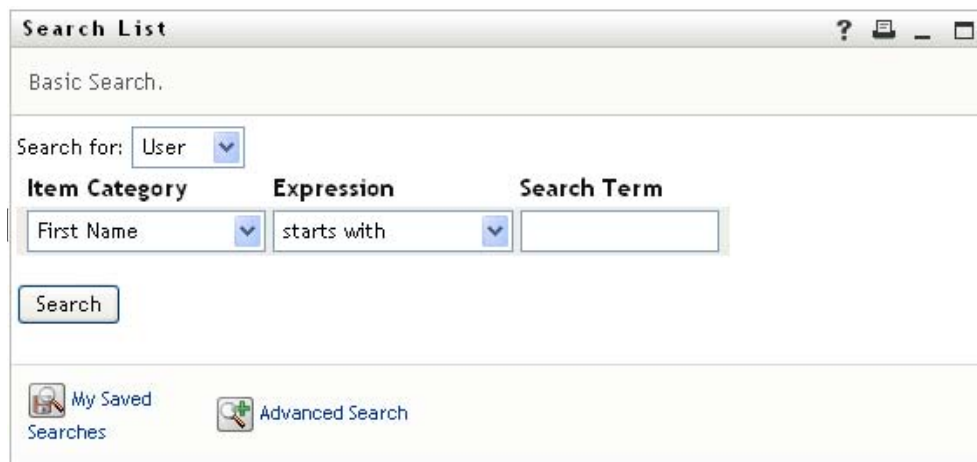 Search List ?
Basic Search.
Search for: User
Item Category Expression Search Term
First Name starts with
Search
My Saved
Searches
Advanced Search